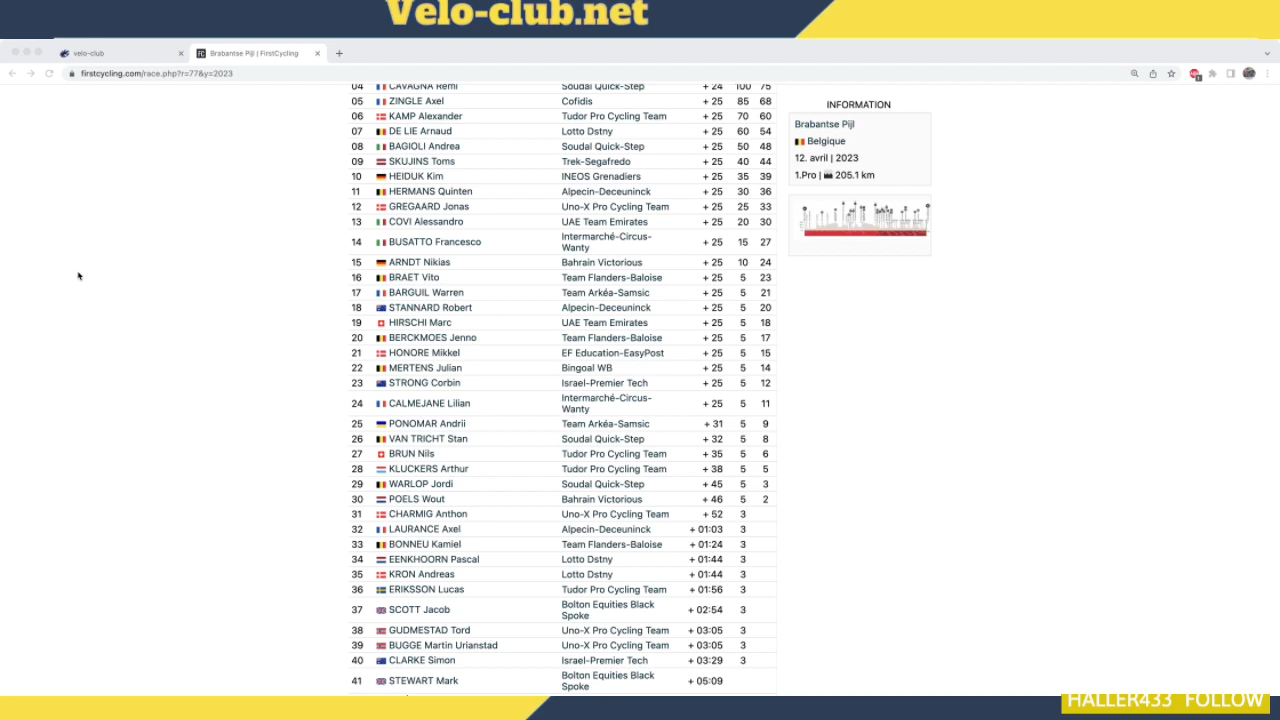 Velo-club.net
velo-club
Brabantse Pijl | FirstCycling
firstcycling.com/race.php?r=77&y=2023
04 CAVAGNA Rémi Soudal Quick-Step + 24 100 75
05 ZINGLE Axel Cofidis + 25 85 68
06 KAMP Alexander Tudor Pro Cycling Team + 25 70 60
07 DE LIE Arnaud Lotto Dstny + 25 60 54
08 BAGIOLI Andrea Soudal Quick-Step + 25 50 48
09 SKUJINS Toms Trek-Segafredo + 25 40 44
10 HEIDUK Kim INEOS Grenadiers + 25 35 39
11 HERMANS Quinten Alpecin-Deceuninck + 25 30 36
12 GREGAARD Jonas Uno-X Pro Cycling Team + 25 25 33
13 COVI Alessandro UAE Team Emirates + 25 20 30
14 BUSATTO Francesco Intermarché-Circus-
Wanty + 25 15 27
15 ARNDT Nikias Bahrain Victorious + 25 10 24
16 BRAET Vito Team Flanders-Baloise + 25 5 23
17 BARGUIL Warren Team Arkéa-Samsic + 25 5 21
18 STANNARD Robert Alpecin-Deceuninck + 25 5 20
19 HIRSCHI Marc UAE Team Emirates + 25 5 18
20 BERCKMOES Jenno Team Flanders-Baloise + 25 5 17
21 HONORE Mikkel EF Education-EasyPost + 25 5 15
22 MERTENS Julian Bingoal WB + 25 5 14
23 STRONG Corbin Israel-Premier Tech + 25 5 12
24 CALMEJANE Lilian Intermarché-Circus-
Wanty + 25 5 11
25 PONOMAR Andrii Team Arkéa-Samsic + 31 5 9
26 VAN TRICHT Stan Soudal Quick-Step + 32 5 8
27 BRUN Nils Tudor Pro Cycling Team + 35 5 6
28 KLUCKERS Arthur Tudor Pro Cycling Team + 38 5 5
29 WARLOP Jordi Soudal Quick-Step + 45 5 3
30 POELS Wout Bahrain Victorious + 46 5 2
31 CHARMIG Anthon Uno-X Pro Cycling Team + 52 3
32 LAURANCE Axel Alpecin-Deceuninck + 01:03 3
33 BONNEU Kamiel Team Flanders-Baloise + 01:24 3
34 EENKHOORN Pascal Lotto Dstny + 01:44 3
35 KRON Andreas Lotto Dstny + 01:44 3
36 ERIKSSON Lucas Tudor Pro Cycling Team + 01:56 3
37 SCOTT Jacob Bolton Equities Black
Spoke + 02:54 3
38 GUDMESTAD Tord Uno-X Pro Cycling Team + 03:05 3
39 BUGGE Martin Urianstad Uno-X Pro Cycling Team + 03:05 3
40 CLARKE Simon Israel-Premier Tech + 03:29 3
41 STEWART Mark Bolton Equities Black
Spoke + 05:09
INFORMATION
Brabantse Pijl
Belgique
12. avril | 2023
1.Pro | 205.1 km
HALLER433 FOLLOW